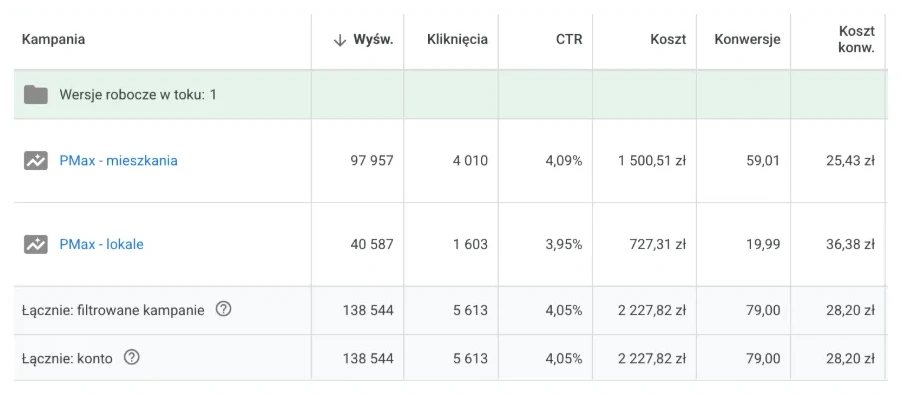 Kampania Wyśw. Kliknięcia CTR Koszt Konwersje Koszt konw.
Wersje robocze w toku: 1
PMax - mieszkania 97 957 4 010 4,09% 1 500,51 zł 59,01 25,43 zł
PMax - lokale 40 587 1 603 3,95% 727,31 zł 19,99 36,38 zł
Łącznie: filtrowane kampanie 138 544 5 613 4,05% 2 227,82 zł 79,00 28,20 zł
Łącznie: konto 138 544 5 613 4,05% 2 227,82 zł 79,00 28,20 zł